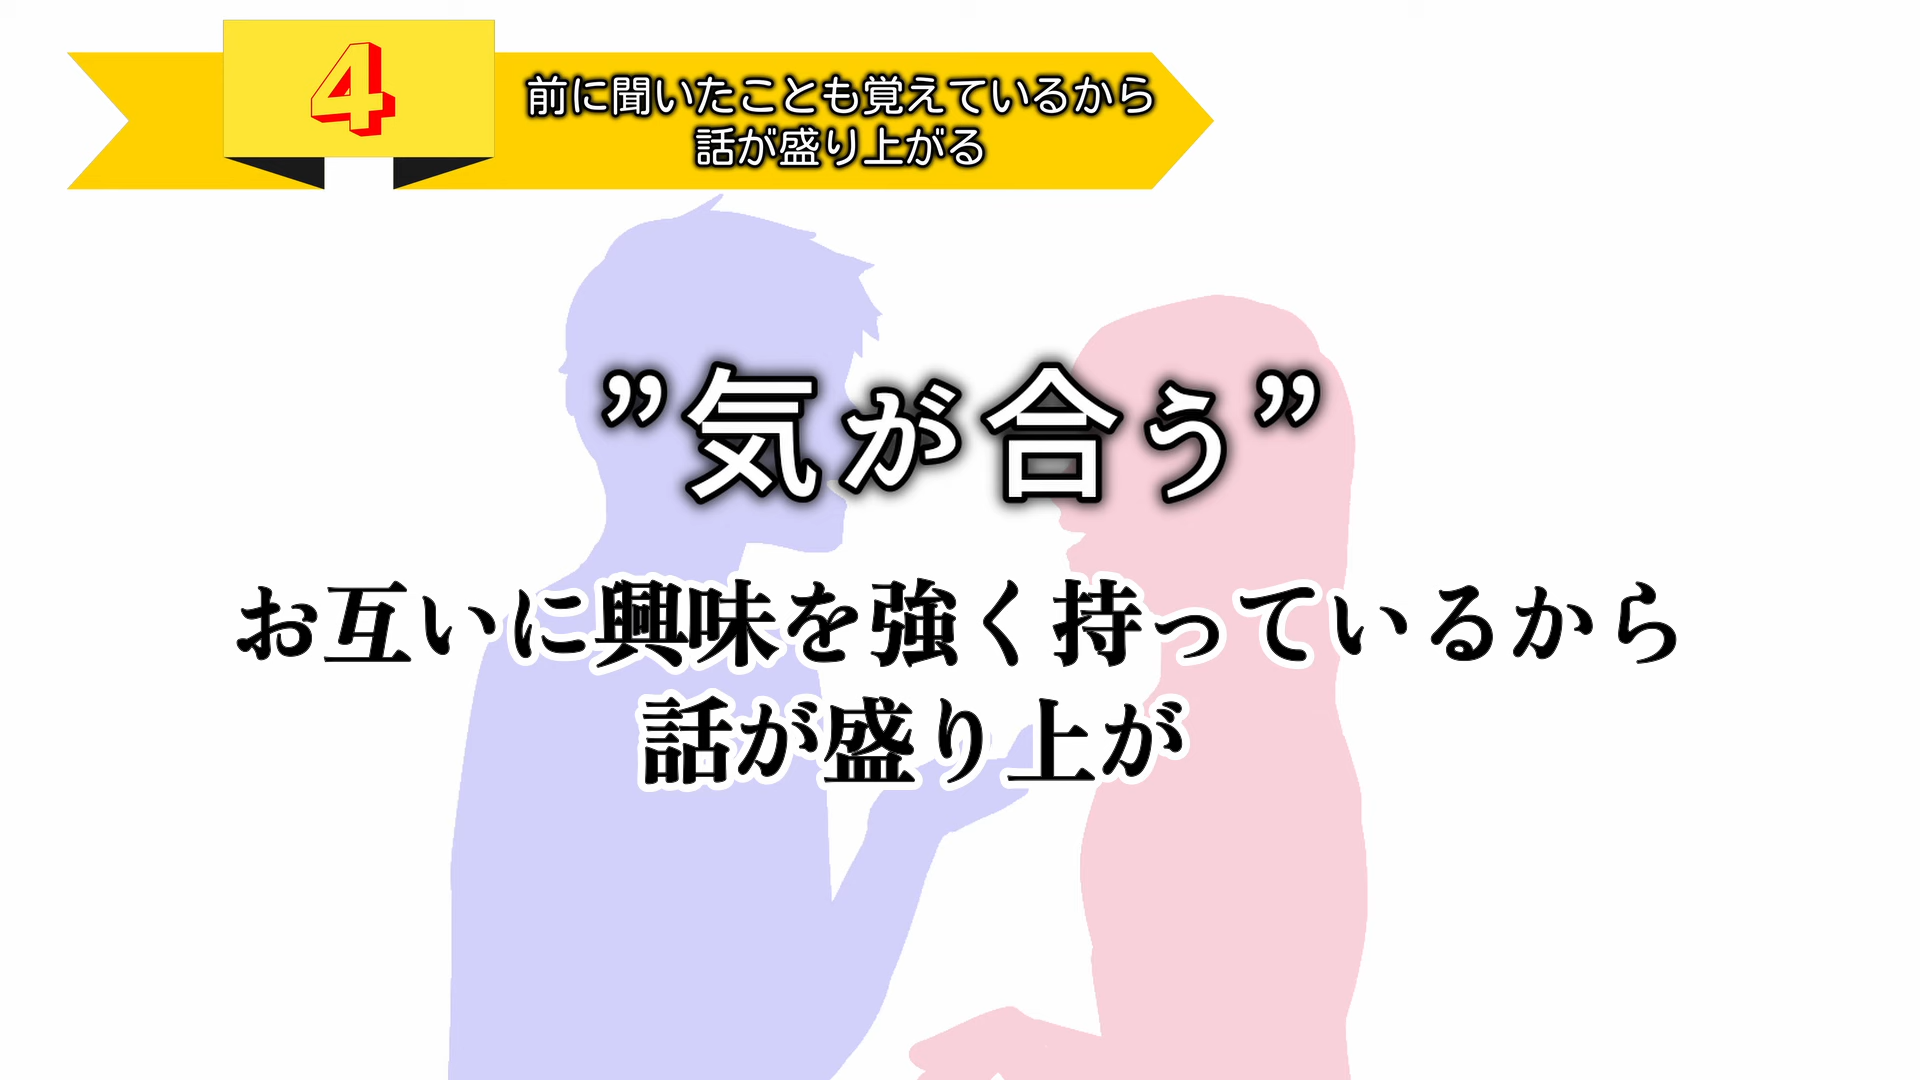 4
前に聞いたことも覚えているから
話が盛り上がる
”気が合う”
お互いに興味を強く持っているから
話が盛り上が